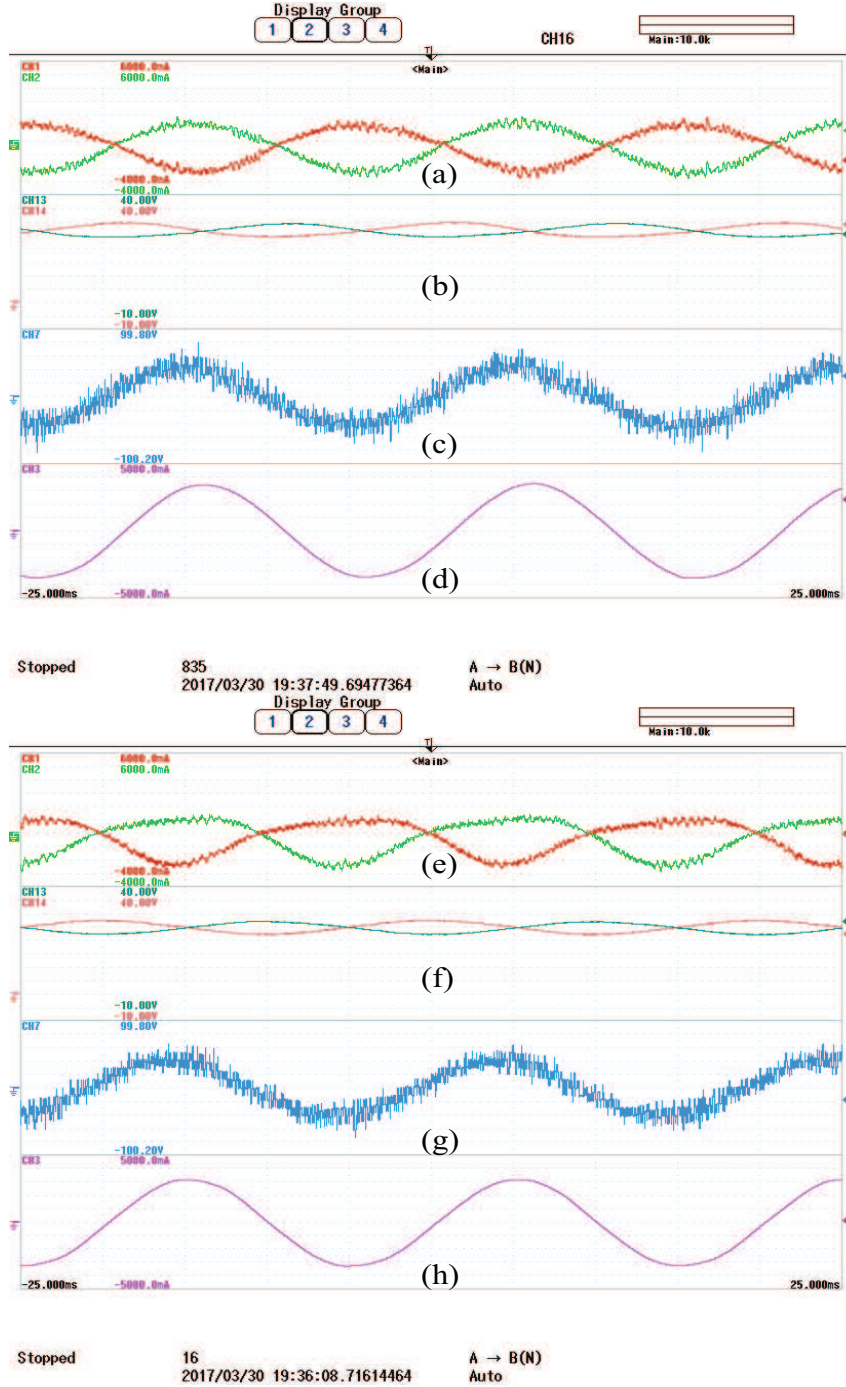 Display Group
1 2 3 4
CH16
Main:10.0k
T
<Main>
CH1 6000.0mA
CH2 6000.0mA
(a)
-4000.0mA
-4000.0mA
CH13 40.00V
CH14 40.00V
(b)
-10.00V
-10.00V
CH7 99.80V
(c)
-100.20V
CH3 5000.0mA
(d)
-25.000ms -5000.0mA 25.000ms
Stopped 835 A → B(N)
2017/03/30 19:37:49.69477364 Auto
Display Group
1 2 3 4
Main:10.0k
T
<Main>
CH1 6000.0mA
CH2 6000.0mA
(e)
-4000.0mA
-4000.0mA
CH13 40.00V
CH14 40.00V
(f)
-10.00V
-10.00V
CH7 99.80V
(g)
-100.20V
CH3 5000.0mA
(h)
-25.000ms -5000.0mA 25.000ms
Stopped 16 A → B(N)
2017/03/30 19:36:08.71614464 Auto